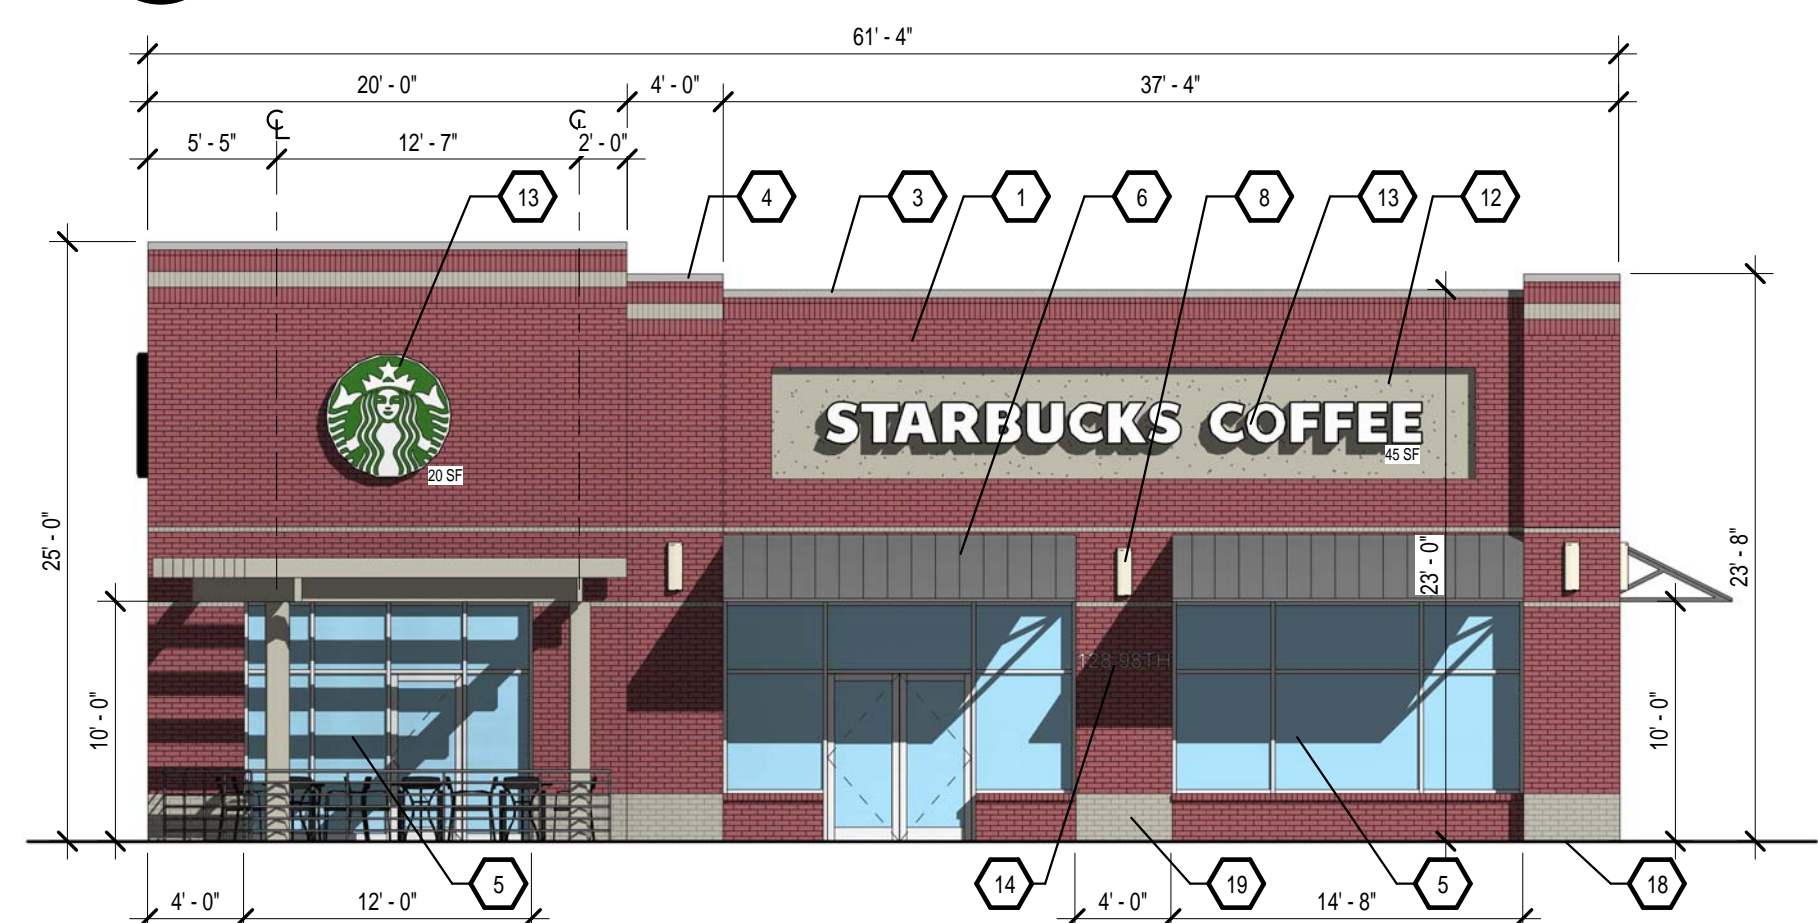 61' - 4"
20' - 0" 4' - 0" 37' - 4"
℄ ℄
5' - 5" 12' - 7" 2' - 0"
13 4 3 1 6 8 13 12
STARBUCKS COFFEE
45 SF
20 SF
25' - 0"
23' - 0"
23' - 8"
128 98TH
10' - 0"
10' - 0"
5 14 19 5 18
4' - 0" 12' - 0" 4' - 0" 14' - 8"